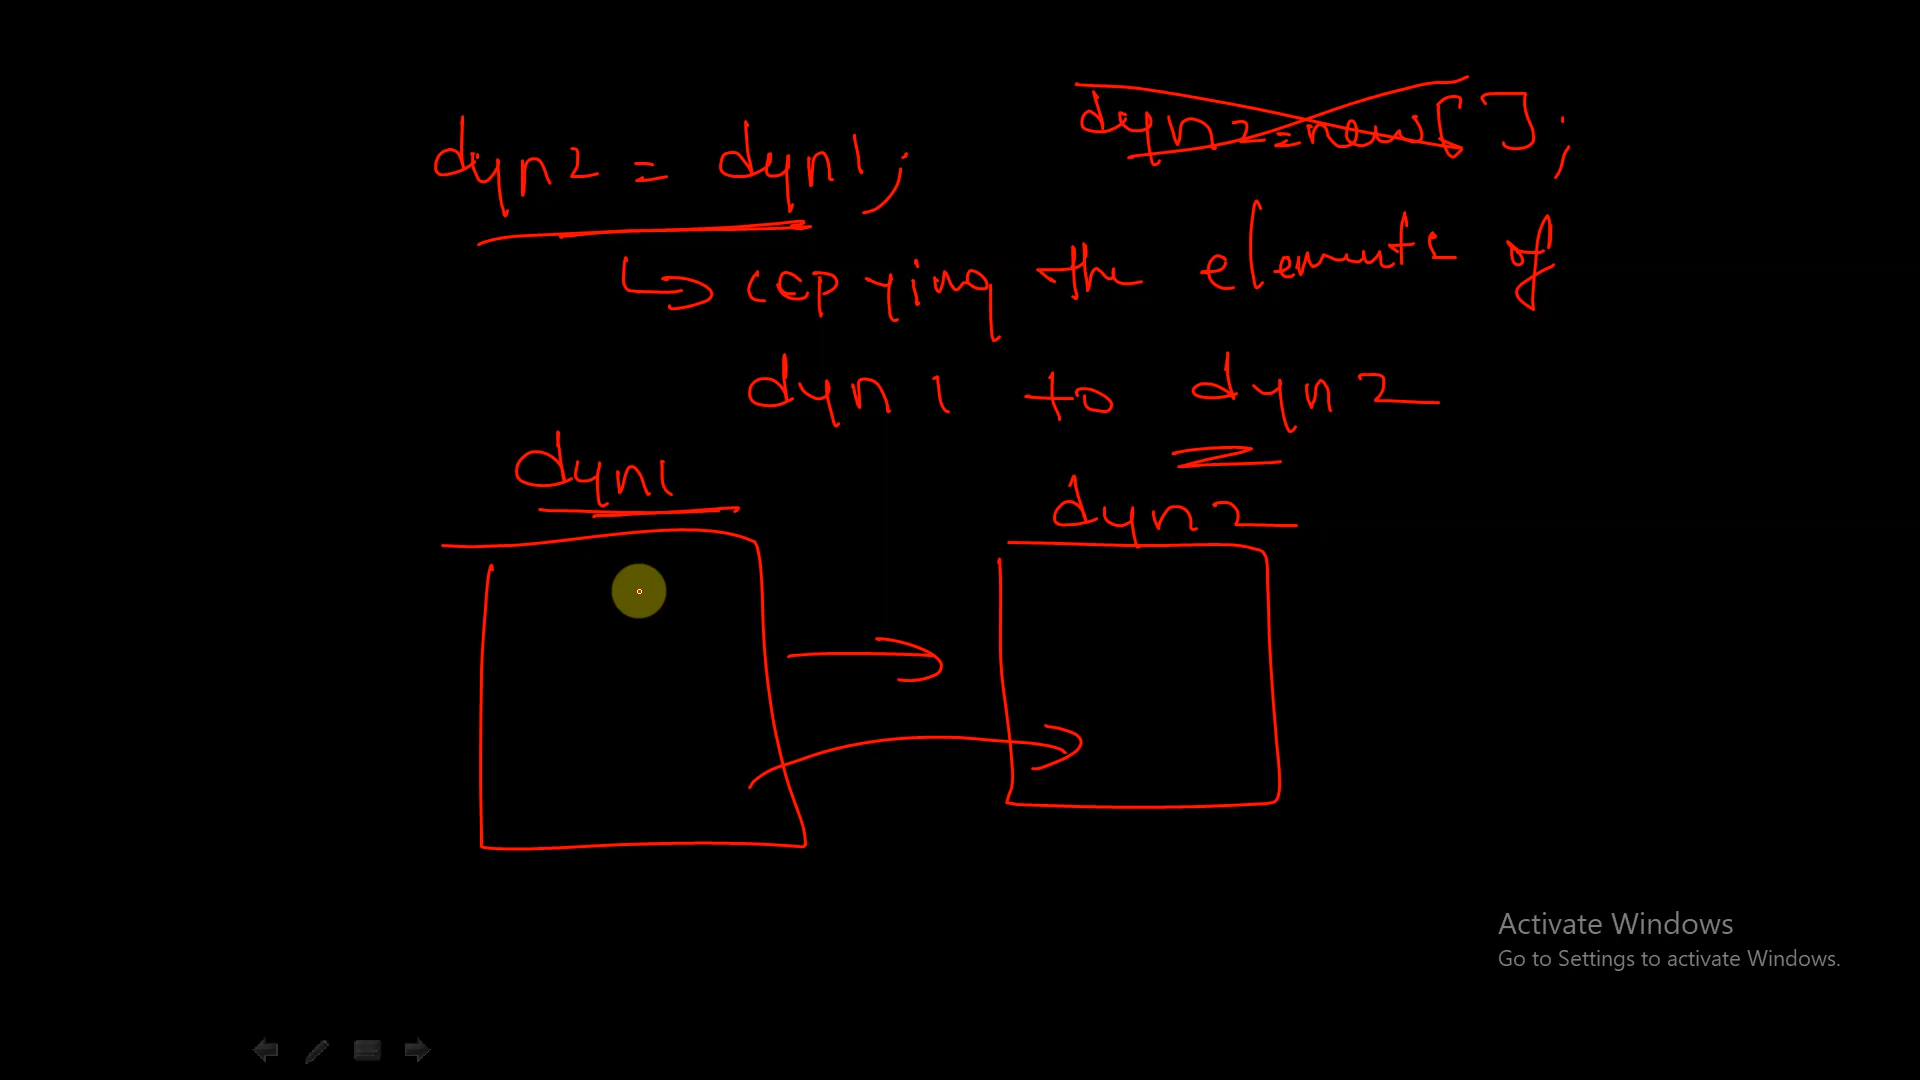 dyn2 = new[ ];
dyn2 = dyn1;
copying the elements of
dyn1 to dyn2
dyn1
dyn2
Activate Windows
Go to Settings to activate Windows.